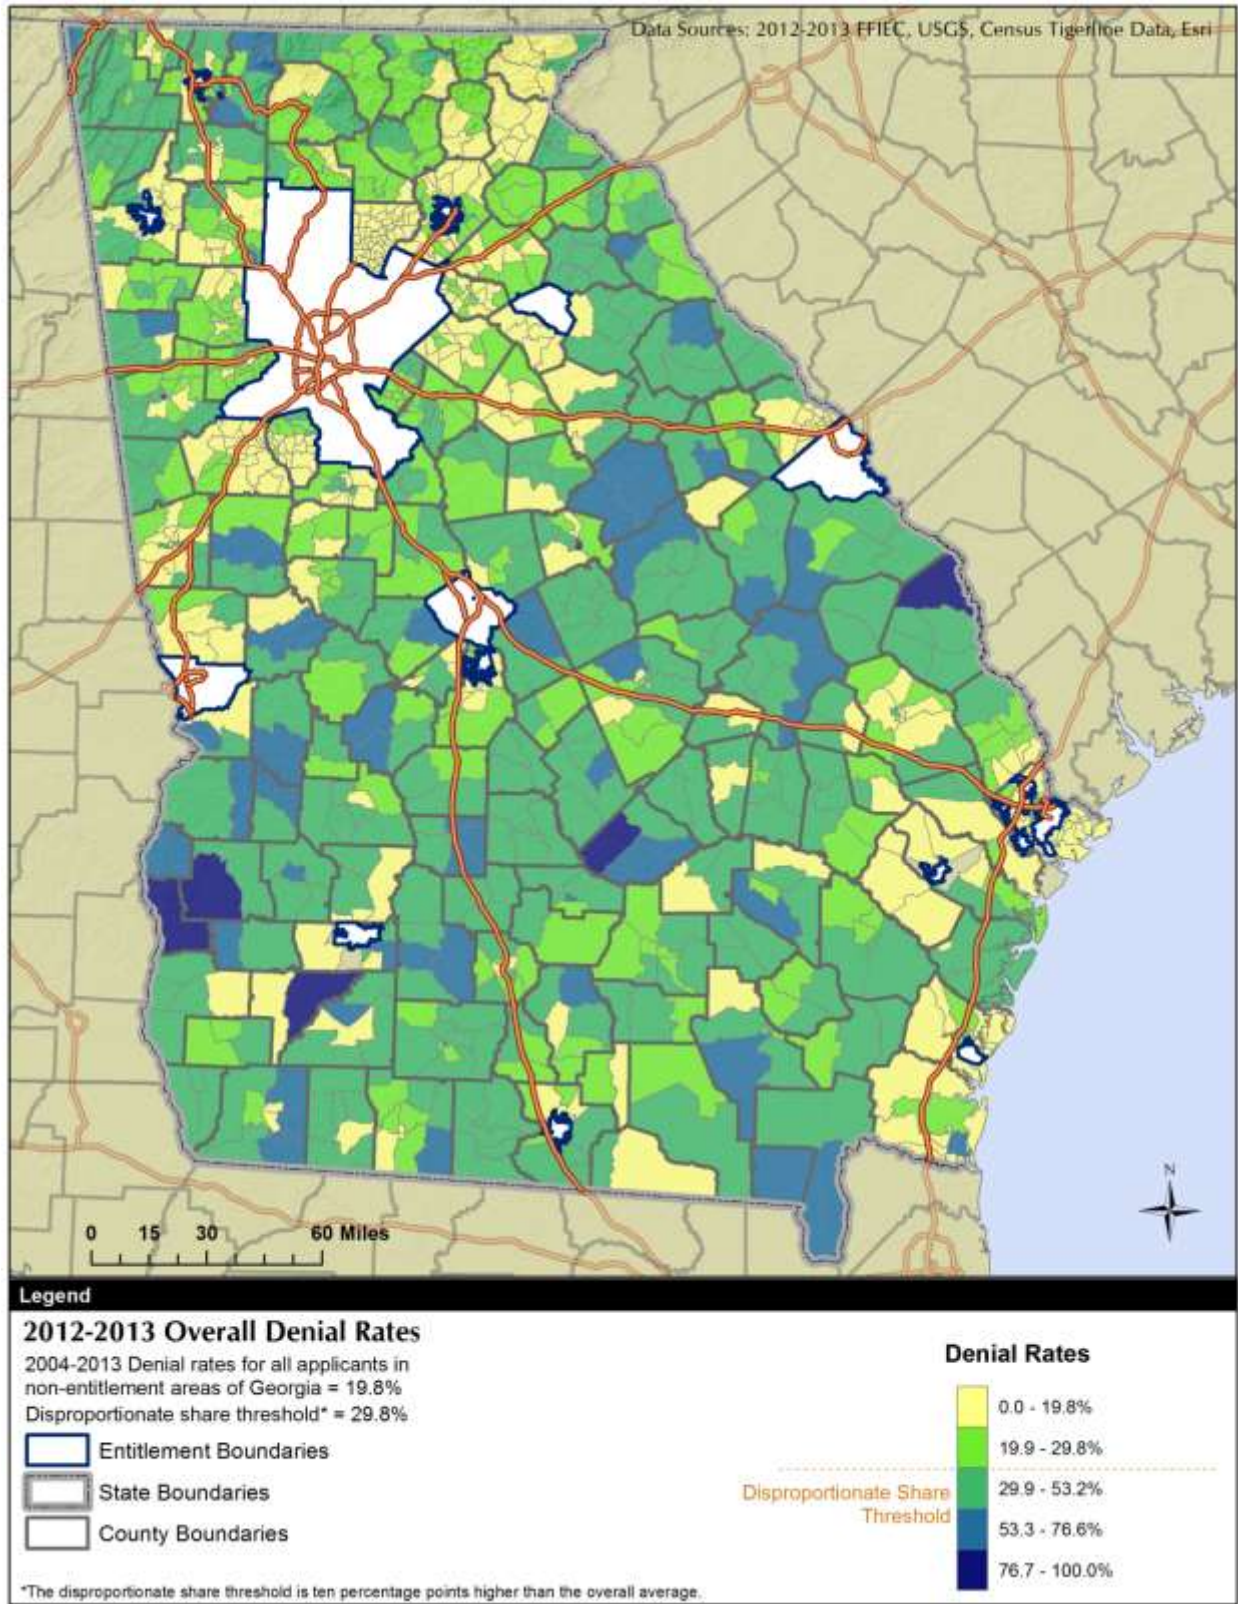 Data Sources: 2012-2013 FFIEC, USGS, Census Tigerline Data, Esri
N
0 15 30 60 Miles
Legend
2012-2013 Overall Denial Rates
2004-2013 Denial rates for all applicants in
non-entitlement areas of Georgia = 19.8%
Disproportionate share threshold* = 29.8%
Entitlement Boundaries
State Boundaries
County Boundaries
Denial Rates
0.0 - 19.8%
19.9 - 29.8%
Disproportionate Share
Threshold
29.9 - 53.2%
53.3 - 76.6%
76.7 - 100.0%
*The disproportionate share threshold is ten percentage points higher than the overall average.